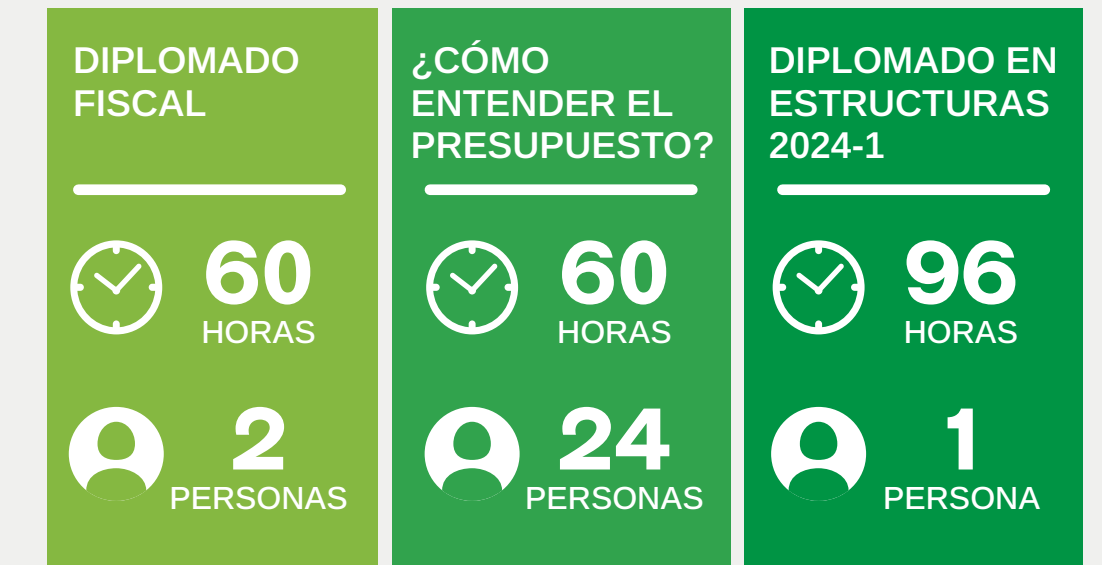 DIPLOMADO
FISCAL
60
HORAS
2
PERSONAS
¿CÓMO
ENTENDER EL
PRESUPUESTO?
60
HORAS
24
PERSONAS
DIPLOMADO EN
ESTRUCTURAS
2024-1
96
HORAS
1
PERSONA